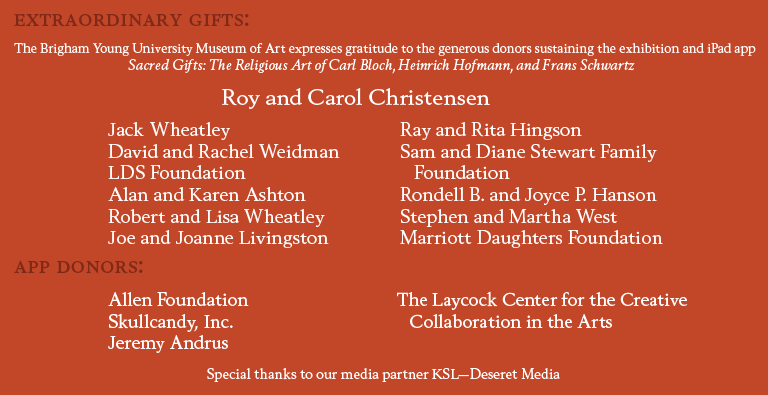 EXTRAORDINARY GIFTS:
The Brigham Young University Museum of Art expresses gratitude to the generous donors sustaining the exhibition and iPad app
Sacred Gifts: The Religious Art of Carl Bloch, Heinrich Hofmann, and Frans Schwartz
Roy and Carol Christensen
Jack Wheatley
David and Rachel Weidman
LDS Foundation
Alan and Karen Ashton
Robert and Lisa Wheatley
Joe and Joanne Livingston
Ray and Rita Hingson
Sam and Diane Stewart Family
Foundation
Rondell B. and Joyce P. Hanson
Stephen and Martha West
Marriott Daughters Foundation
APP DONORS:
Allen Foundation
Skullcandy, Inc.
Jeremy Andrus
The Laycock Center for the Creative
Collaboration in the Arts
Special thanks to our media partner KSL—Deseret Media